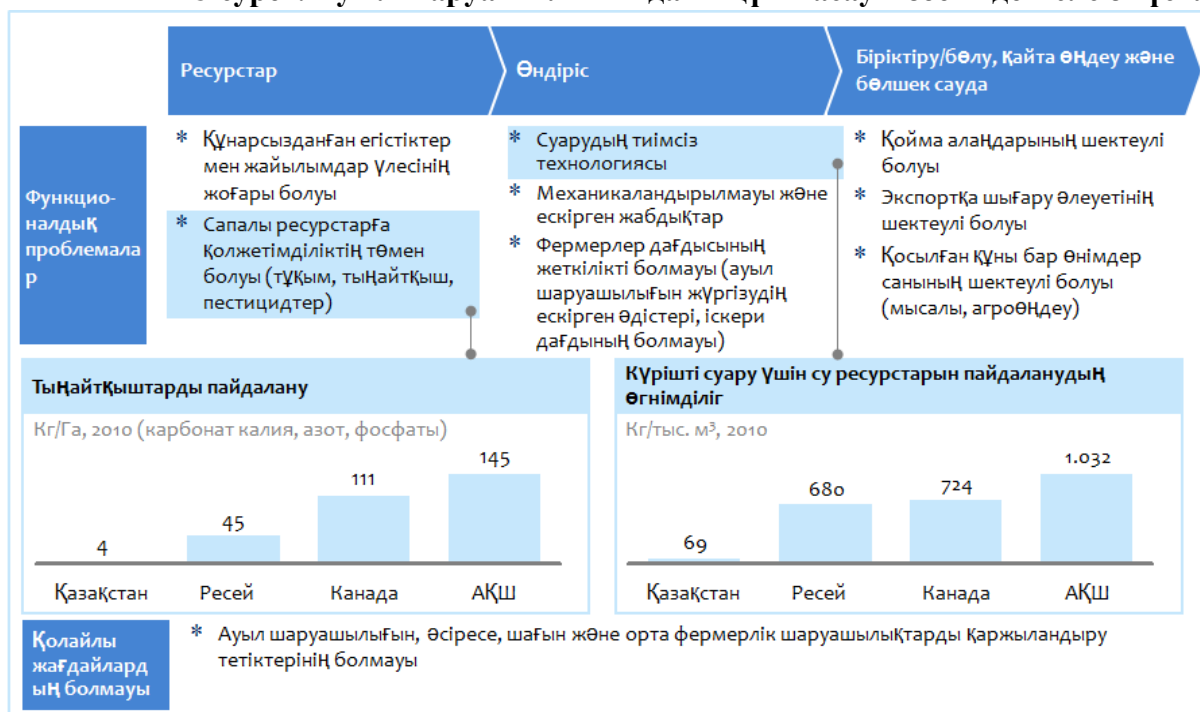 Ресурстар
Өндіріс
Біріктіру/бөлу, қайта өңдеу және
бөлшек сауда
Функцио-
налдық
проблемала
р
* Құнарсызданған егістіктер
мен жайылымдар үлесінің
жоғары болуы
* Сапалы ресурстарға
қолжетімділіктің төмен
болуы (тұқым, тыңайтқыш,
пестицидтер)
* Суарудың тиімсіз
технологиясы
* Механикаландырылмауы және
ескірген жабдықтар
* Фермерлер дағдысының
жеткілікті болмауы (ауыл
шаруашылығын жүргізудің
ескірген әдістері, іскери
дағдының болмауы)
* Қойма алаңдарының шектеулі
болуы
* Экспортқа шығару әлеуетінің
шектеулі болуы
* Қосылған құны бар өнімдер
санының шектеулі болуы
(мысалы, агроөңдеу)
Тыңайтқыштарды пайдалану
Кг/Га, 2010 (карбонат калия, азот, фосфаты)
4
45
111
145
Қазақстан
Ресей
Канада
АҚШ
Күрішті суару үшін су ресурстарын пайдаланудың
өгнімділіг
Кг/тыс. м³, 2010
69
680
724
1.032
Қазақстан
Ресей
Канада
АҚШ
Қолайлы
жағдайлард
ың болмауы
* Ауыл шаруашылығын, әсіресе, шағын және орта фермерлік шаруашылықтарды қаржыландыру
тетіктерінің болмауы